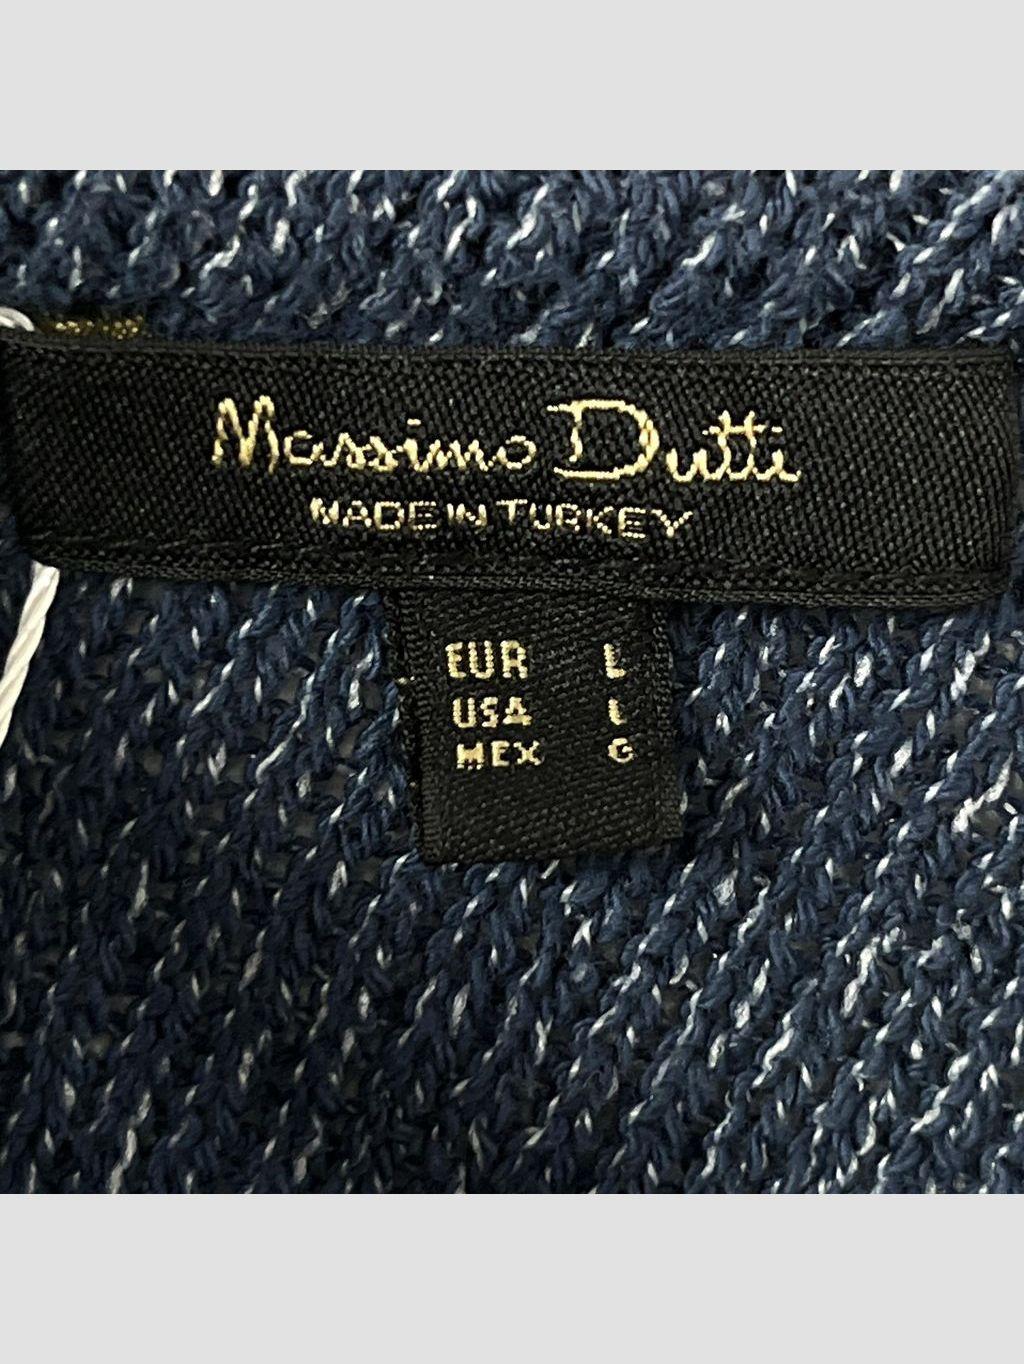 Massimo Dutti
MADE IN TURKEY
EUR L
USA L
MEX G